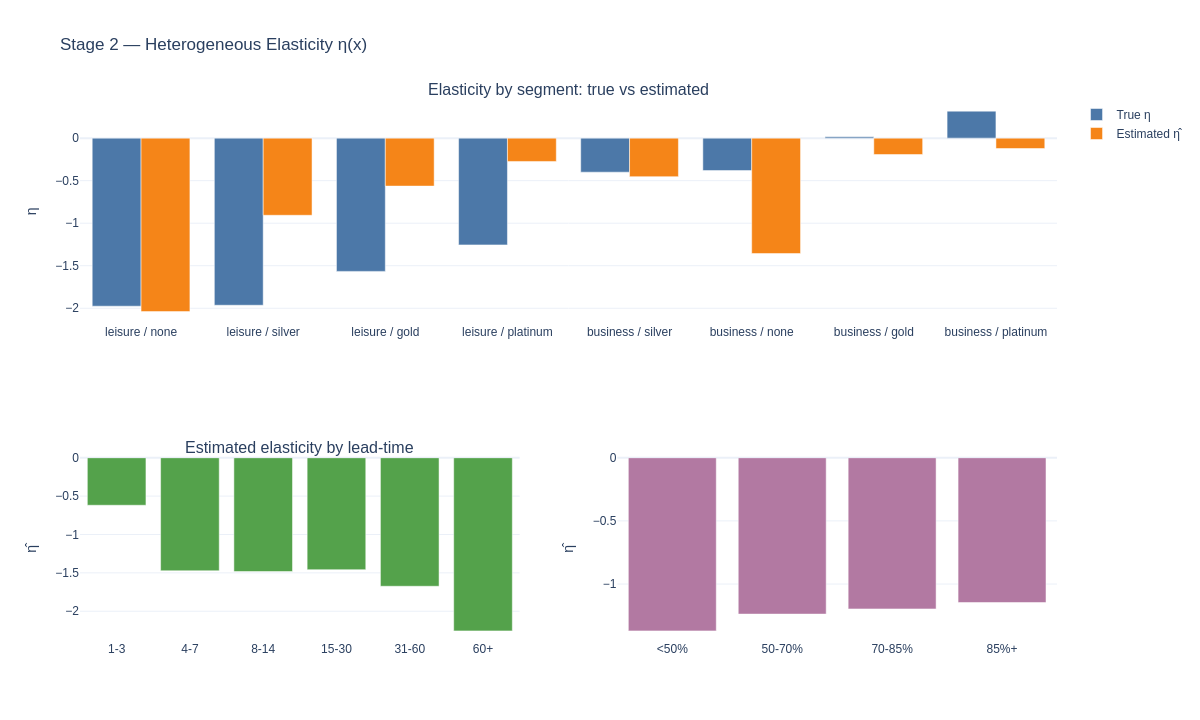 Stage 2 — Heterogeneous Elasticity η(x)
Elasticity by segment: true vs estimated
True η
Estimated η̂
0
−0.5
−1
−1.5
−2
η
leisure / none
leisure / silver
leisure / gold
leisure / platinum
business / silver
business / none
business / gold
business / platinum
Estimated elasticity by lead-time
0
−0.5
−1
−1.5
−2
η̂
1-3
4-7
8-14
15-30
31-60
60+
0
−0.5
−1
η̂
<50%
50-70%
70-85%
85%+